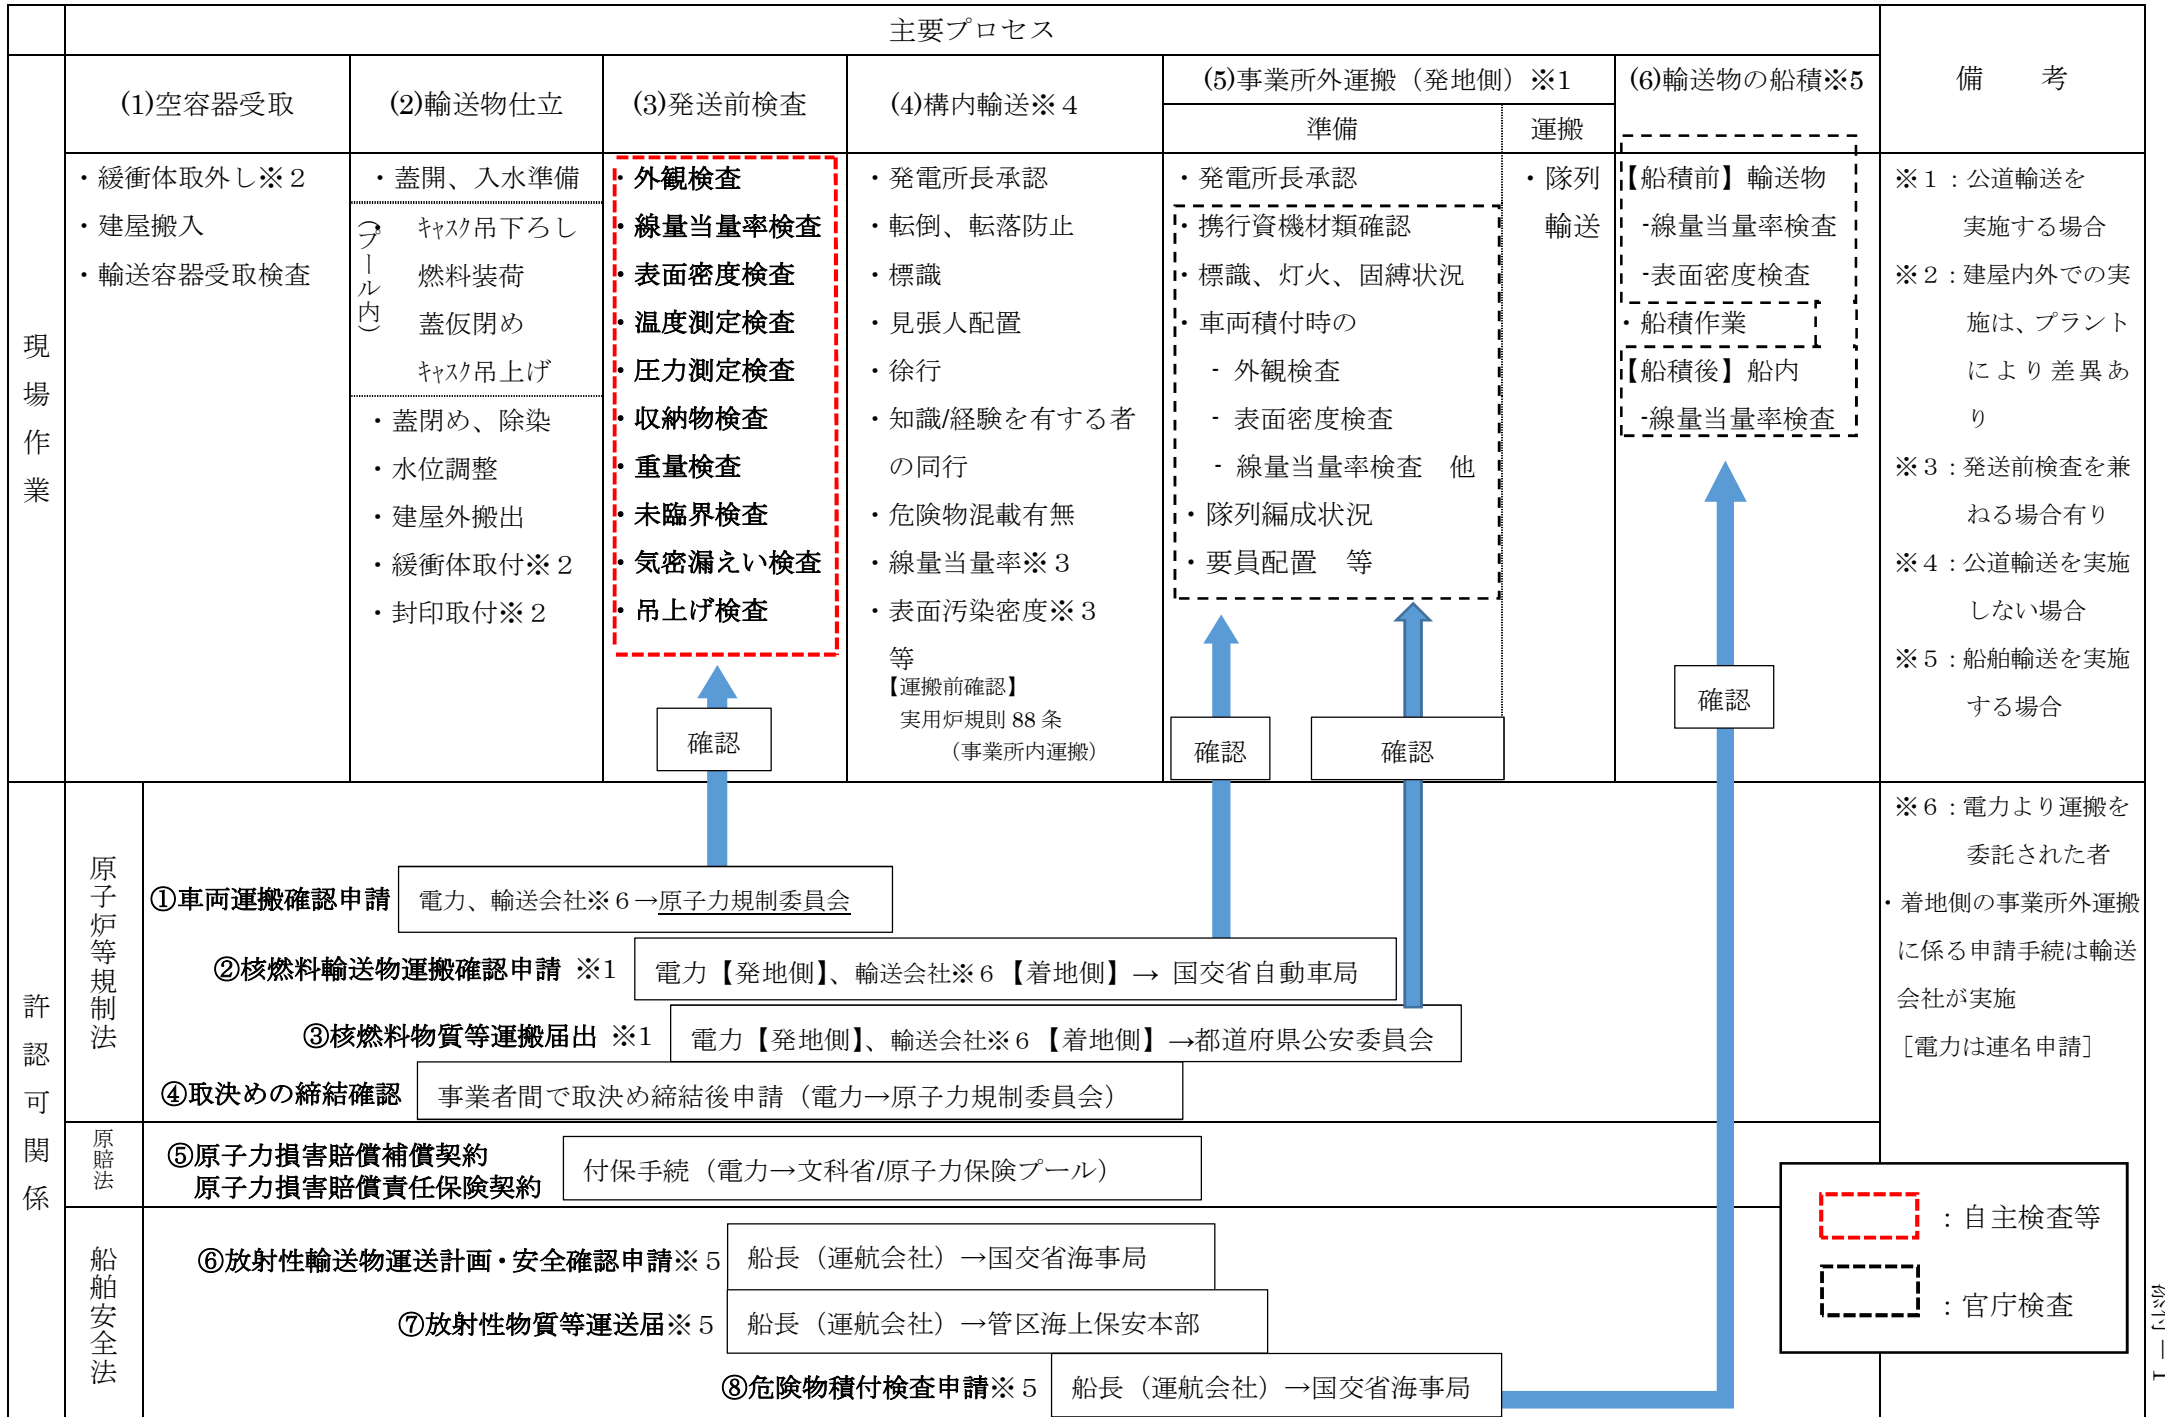 主要プロセス
備　考
(1)空容器受取
(2)輸送物仕立
(3)発送前検査
(4)構内輸送※４
(5)事業所外運搬（発地側）※1
準備
運搬
(6)輸送物の船積※5
現場作業
・緩衝体取外し※２
・建屋搬入
・輸送容器受取検査
・蓋開、入水準備
（プール内）
ｷｬｽｸ吊下ろし
燃料装荷
蓋仮閉め
ｷｬｽｸ吊上げ
・蓋閉め、除染
・水位調整
・建屋外搬出
・緩衝体取付※２
・封印取付※２
・外観検査
・線量当量率検査
・表面密度検査
・温度測定検査
・圧力測定検査
・収納物検査
・重量検査
・未臨界検査
・気密漏えい検査
・吊上げ検査
確認
・発電所長承認
・転倒、転落防止
・標識
・見張人配置
・徐行
・知識/経験を有する者
の同行
・危険物混載有無
・線量当量率※３
・表面汚染密度※３
等
【運搬前確認】
実用炉規則 88 条
（事業所内運搬）
・発電所長承認
・携行資機材類確認
・標識、灯火、固縛状況
・車両積付時の
- 外観検査
- 表面密度検査
- 線量当量率検査　他
・隊列編成状況
・要員配置　等
確認
確認
・隊列
輸送
【船積前】輸送物
-線量当量率検査
-表面密度検査
・船積作業
【船積後】船内
-線量当量率検査
確認
※１：公道輸送を
実施する場合
※２：建屋内外での実
施は、プラント
により差異あ
り
※３：発送前検査を兼
ねる場合有り
※４：公道輸送を実施
しない場合
※５：船舶輸送を実施
する場合
許認可関係
原子炉等規制法
①車両運搬確認申請
電力、輸送会社※６→原子力規制委員会
②核燃料輸送物運搬確認申請 ※1
電力【発地側】、輸送会社※６【着地側】→ 国交省自動車局
③核燃料物質等運搬届出 ※1
電力【発地側】、輸送会社※６【着地側】→都道府県公安委員会
④取決めの締結確認
事業者間で取決め締結後申請（電力→原子力規制委員会）
※６：電力より運搬を
委託された者
・着地側の事業所外運搬
に係る申請手続は輸送
会社が実施
［電力は連名申請］
原賠法
⑤原子力損害賠償補償契約
原子力損害賠償責任保険契約
付保手続（電力→文科省/原子力保険プール）
船舶安全法
⑥放射性輸送物運送計画・安全確認申請※５
船長（運航会社）→国交省海事局
⑦放射性物質等運送届※５
船長（運航会社）→管区海上保安本部
⑧危険物積付検査申請※５
船長（運航会社）→国交省海事局
：自主検査等
：官庁検査
添付－1